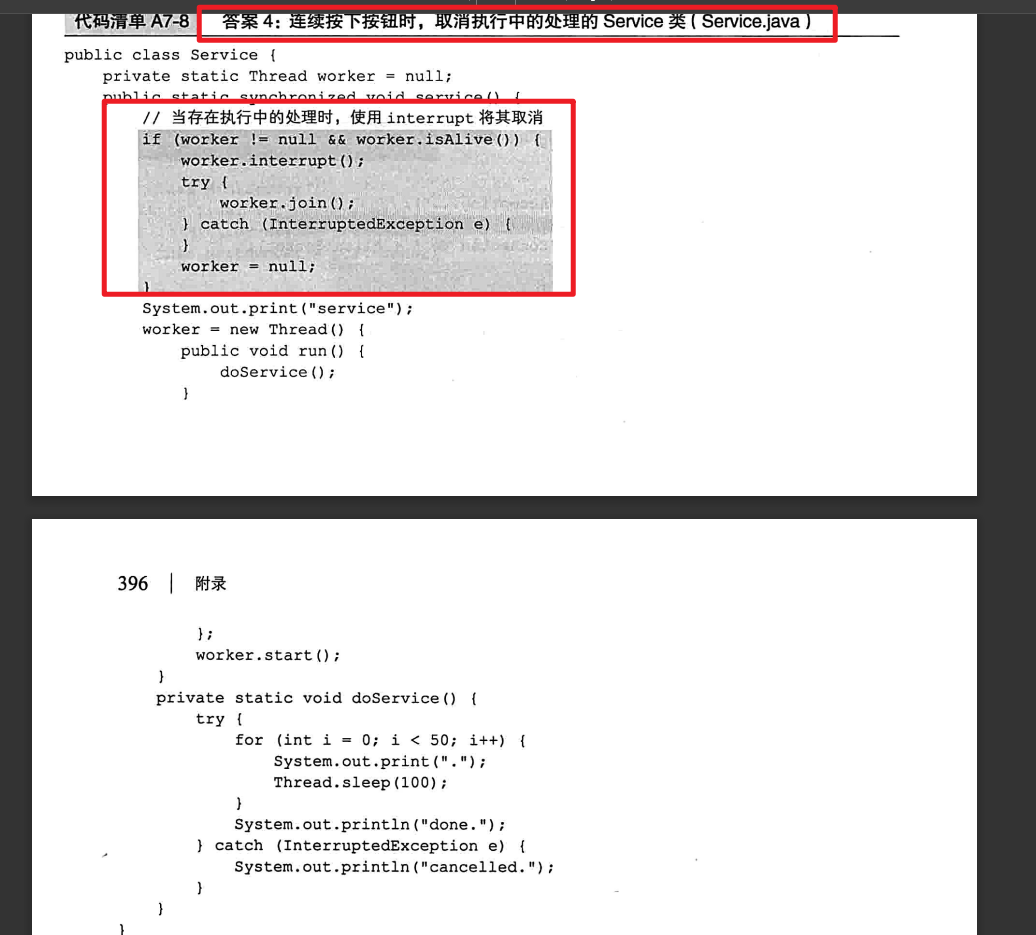 代码清单 A7-8 答案 4：连续按下按钮时，取消执行中的处理的 Service 类（Service.java）
public class Service {
private static Thread worker = null;
public static synchronized void service() {
// 当存在执行中的处理时，使用 interrupt 将其取消
if (worker != null && worker.isAlive()) {
worker.interrupt();
try {
worker.join();
} catch (InterruptedException e) {
}
worker = null;
}
System.out.print("service");
worker = new Thread() {
public void run() {
doService();
}
396 | 附录
};
worker.start();
}
private static void doService() {
try {
for (int i = 0; i < 50; i++) {
System.out.print(".");
Thread.sleep(100);
}
System.out.println("done.");
} catch (InterruptedException e) {
System.out.println("cancelled.");
}
}
}